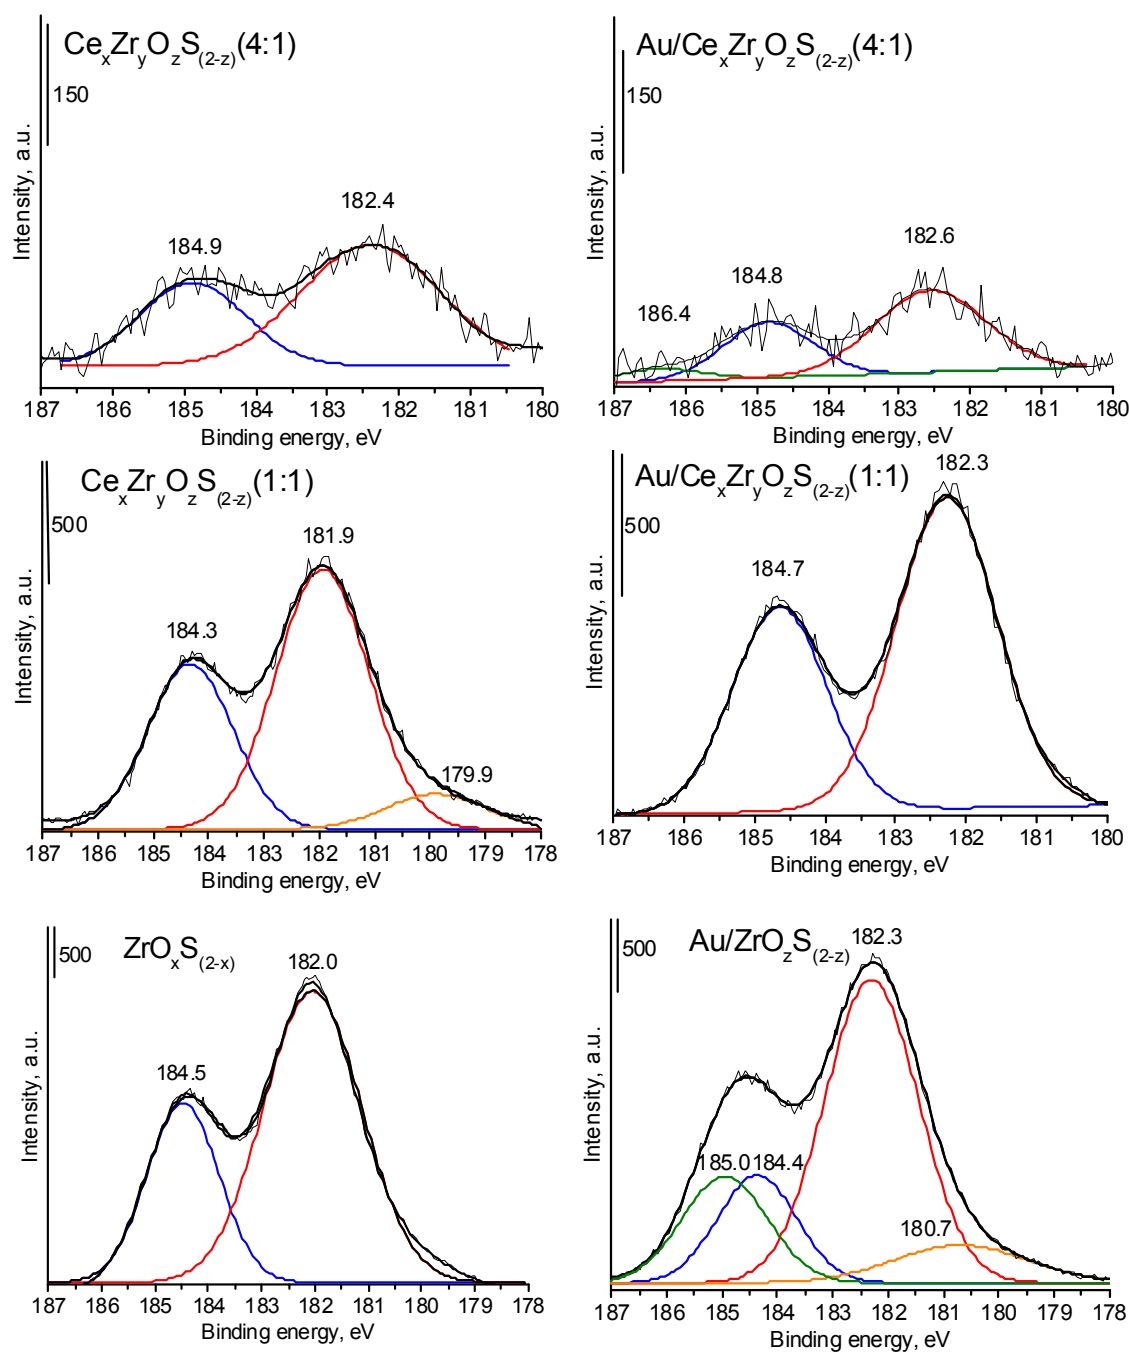 Ce_xZr_yO_zS_(2-z)(4:1)
150
184.9
182.4
Intensity, a.u.
187 186 185 184 183 182 181 180
Binding energy, eV
Au/Ce_xZr_yO_zS_(2-z)(4:1)
150
186.4
184.8
182.6
Intensity, a.u.
187 186 185 184 183 182 181 180
Binding energy, eV
Ce_xZr_yO_zS_(2-z)(1:1)
500
184.3
181.9
179.9
Intensity, a.u.
187 186 185 184 183 182 181 180 179 178
Binding energy, eV
Au/Ce_xZr_yO_zS_(2-z)(1:1)
500
184.7
182.3
Intensity, a.u.
187 186 185 184 183 182 181 180
Binding energy, eV
ZrO_xS_(2-x)
500
184.5
182.0
Intensity, a.u.
187 186 185 184 183 182 181 180 179 178
Binding energy, eV
Au/ZrO_zS_(2-z)
500
182.3
185.0 184.4
180.7
Intensity, a.u.
187 186 185 184 183 182 181 180 179 178
Binding energy, eV